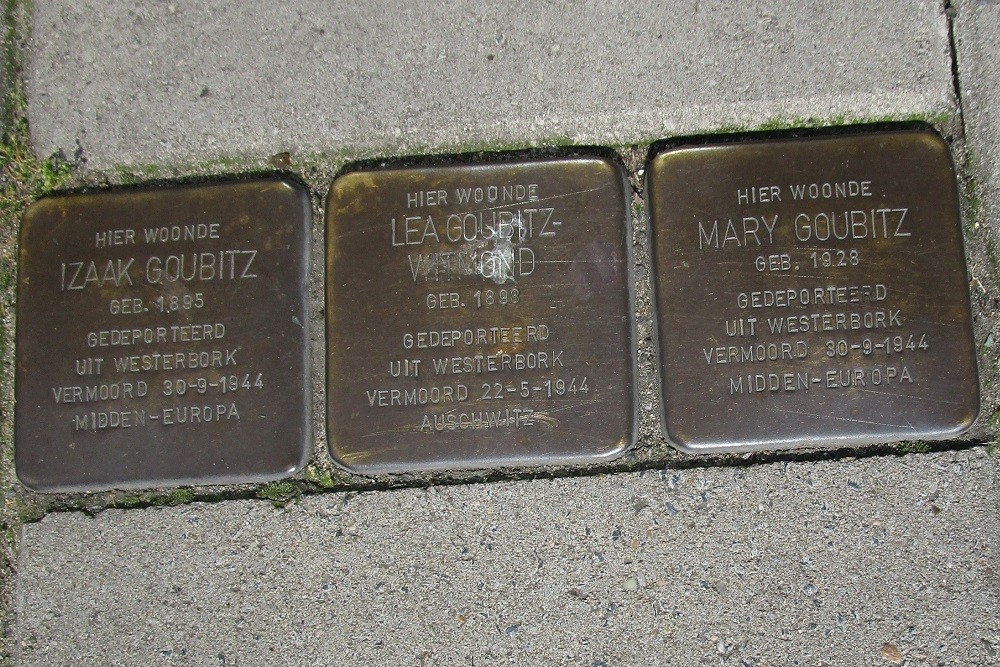 HIER WOONDE
IZAAK GOUBITZ
GEB. 1895
GEDEPORTEERD
UIT WESTERBORK
VERMOORD 30-9-1944
MIDDEN-EUROPA
HIER WOONDE
LEA GOUBITZ-
WITMOND
GEB. 1898
GEDEPORTEERD
UIT WESTERBORK
VERMOORD 22-5-1944
AUSCHWITZ
HIER WOONDE
MARY GOUBITZ
GEB. 1928
GEDEPORTEERD
UIT WESTERBORK
VERMOORD 30-9-1944
MIDDEN-EUROPA